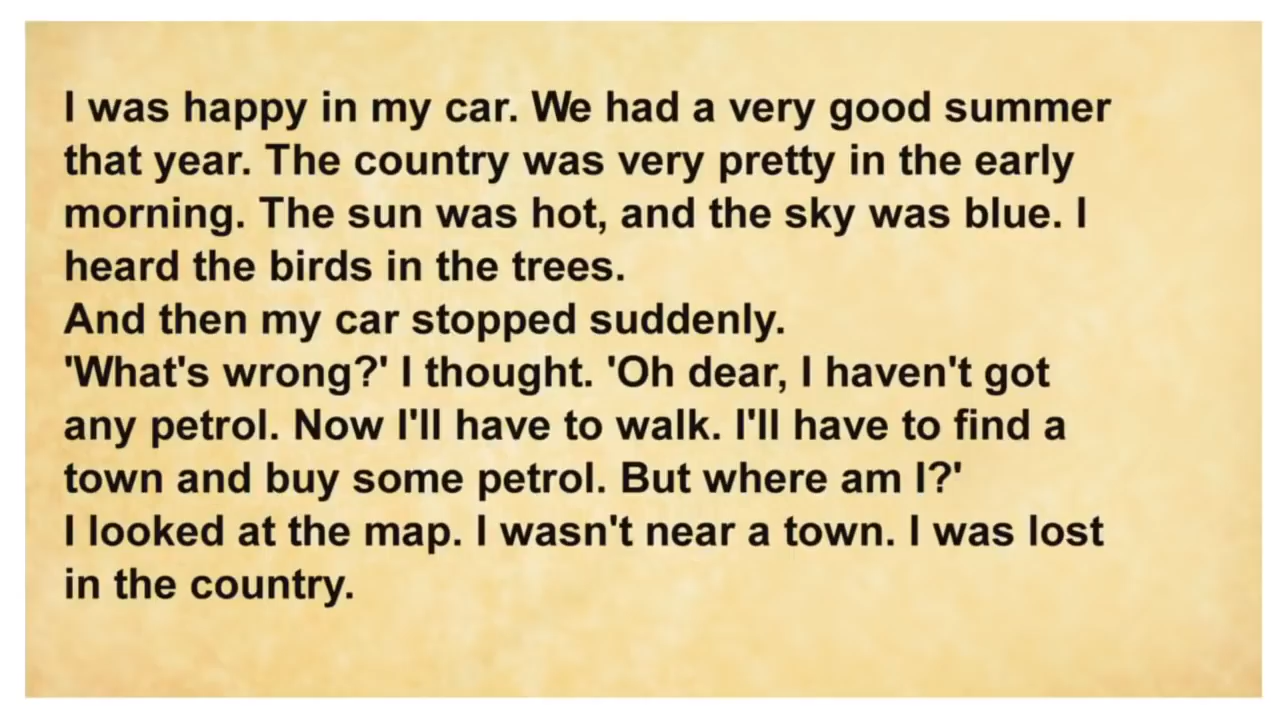 I was happy in my car. We had a very good summer
that year. The country was very pretty in the early
morning. The sun was hot, and the sky was blue. I
heard the birds in the trees.
And then my car stopped suddenly.
'What's wrong?' I thought. 'Oh dear, I haven't got
any petrol. Now I'll have to walk. I'll have to find a
town and buy some petrol. But where am I?'
I looked at the map. I wasn't near a town. I was lost
in the country.